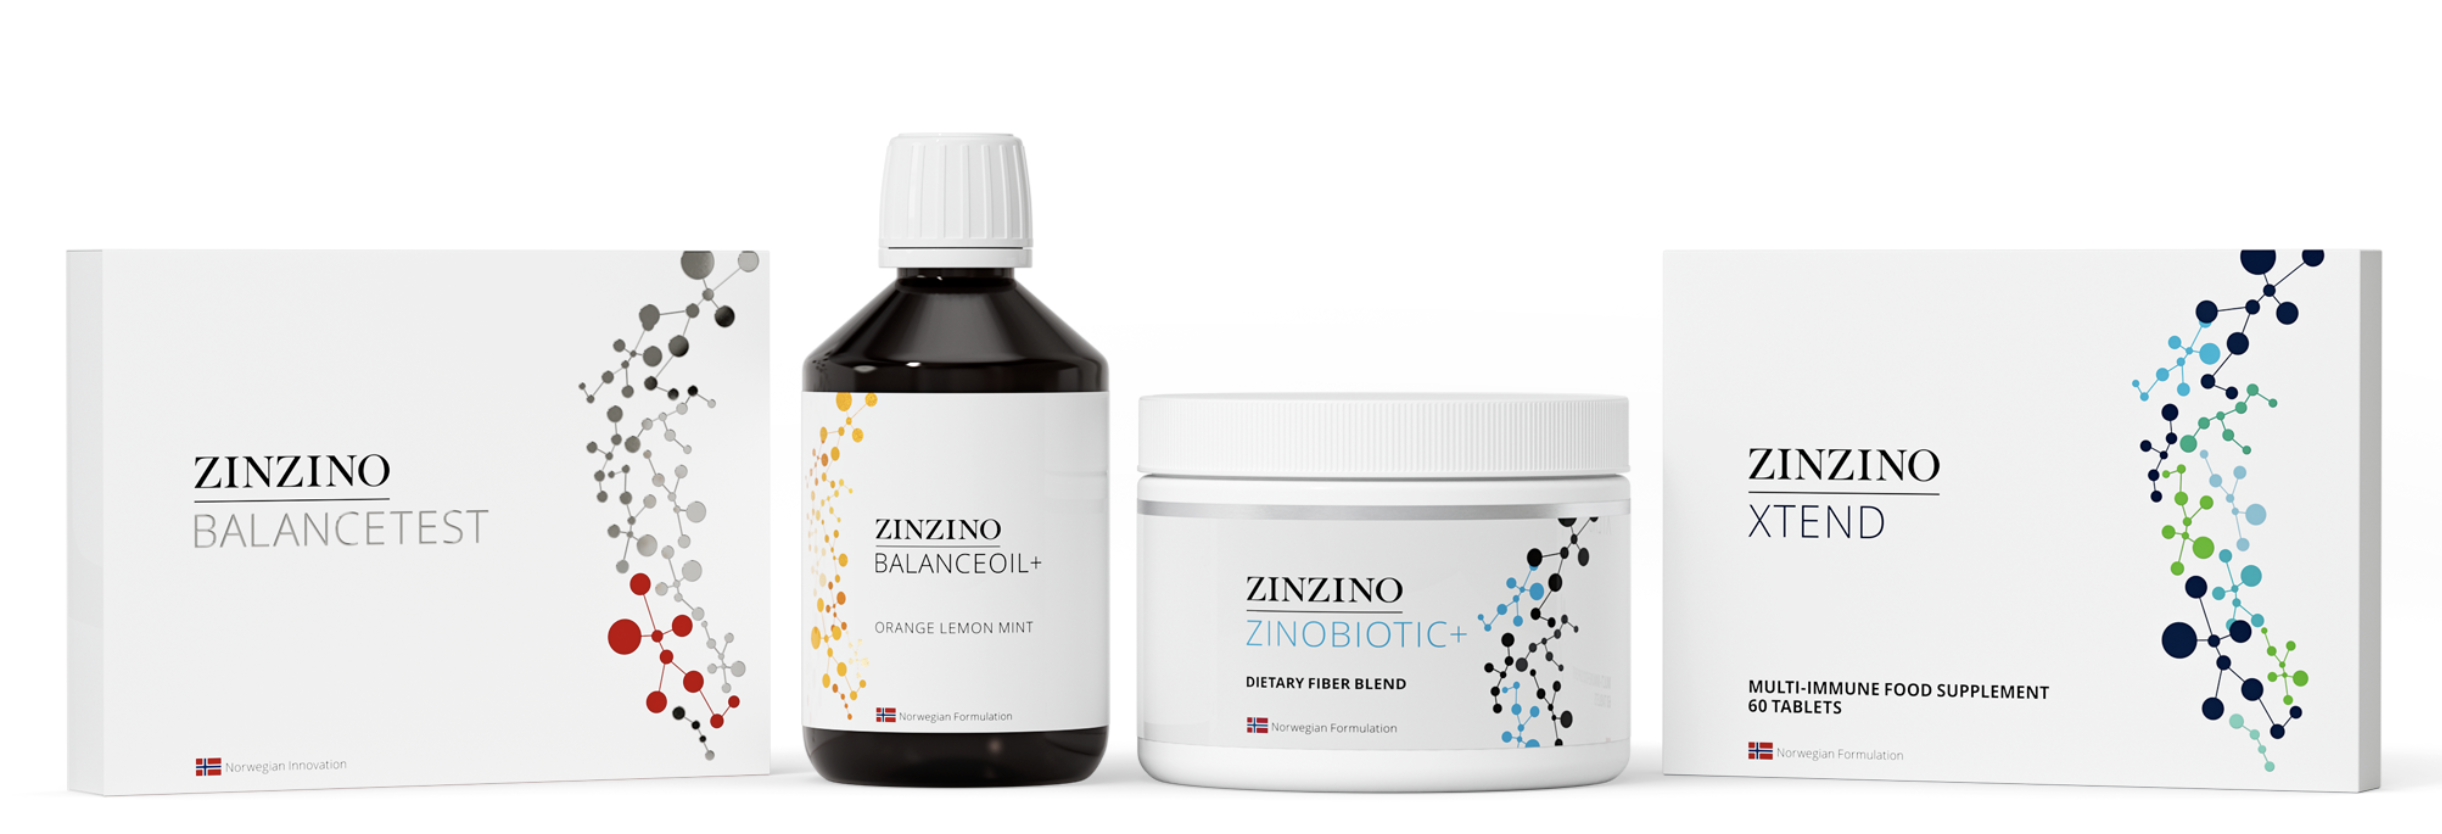 ZINZINO
BALANCETEST
Norwegian Innovation
ZINZINO
BALANCEOIL+
ORANGE LEMON MINT
Norwegian Formulation
ZINZINO
ZINOBIOTIC+
DIETARY FIBER BLEND
Norwegian Formulation
ZINZINO
XTEND
MULTI-IMMUNE FOOD SUPPLEMENT
60 TABLETS
Norwegian Formulation